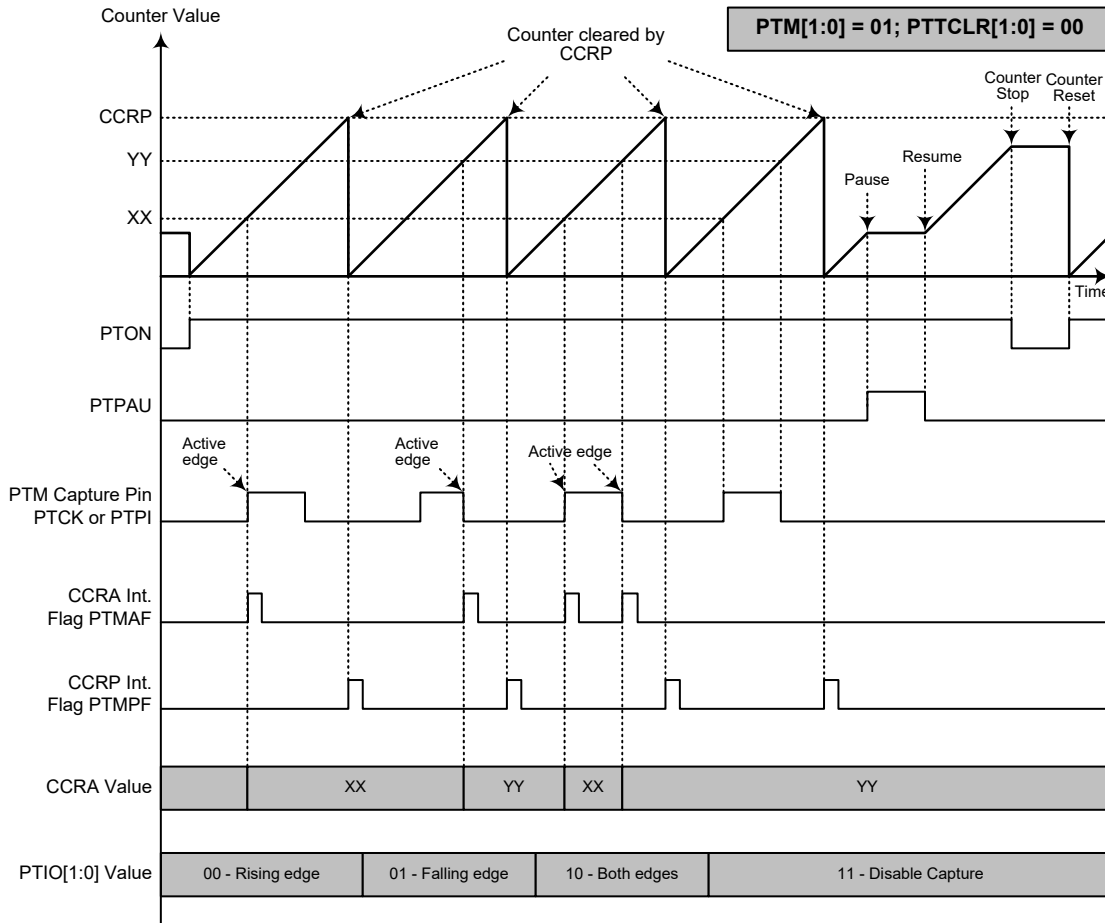 Counter Value
PTM[1:0] = 01; PTTCLR[1:0] = 00
Counter cleared by
CCRP
Counter
Stop
Counter
Reset
CCRP
YY
XX
Pause
Resume
Time
PTON
PTPAU
Active
edge
Active
edge
Active edge
PTM Capture Pin
PTCK or PTPI
CCRA Int.
Flag PTMAF
CCRP Int.
Flag PTMPF
CCRA Value
XX
YY
XX
YY
PTIO[1:0] Value
00 - Rising edge
01 - Falling edge
10 - Both edges
11 - Disable Capture